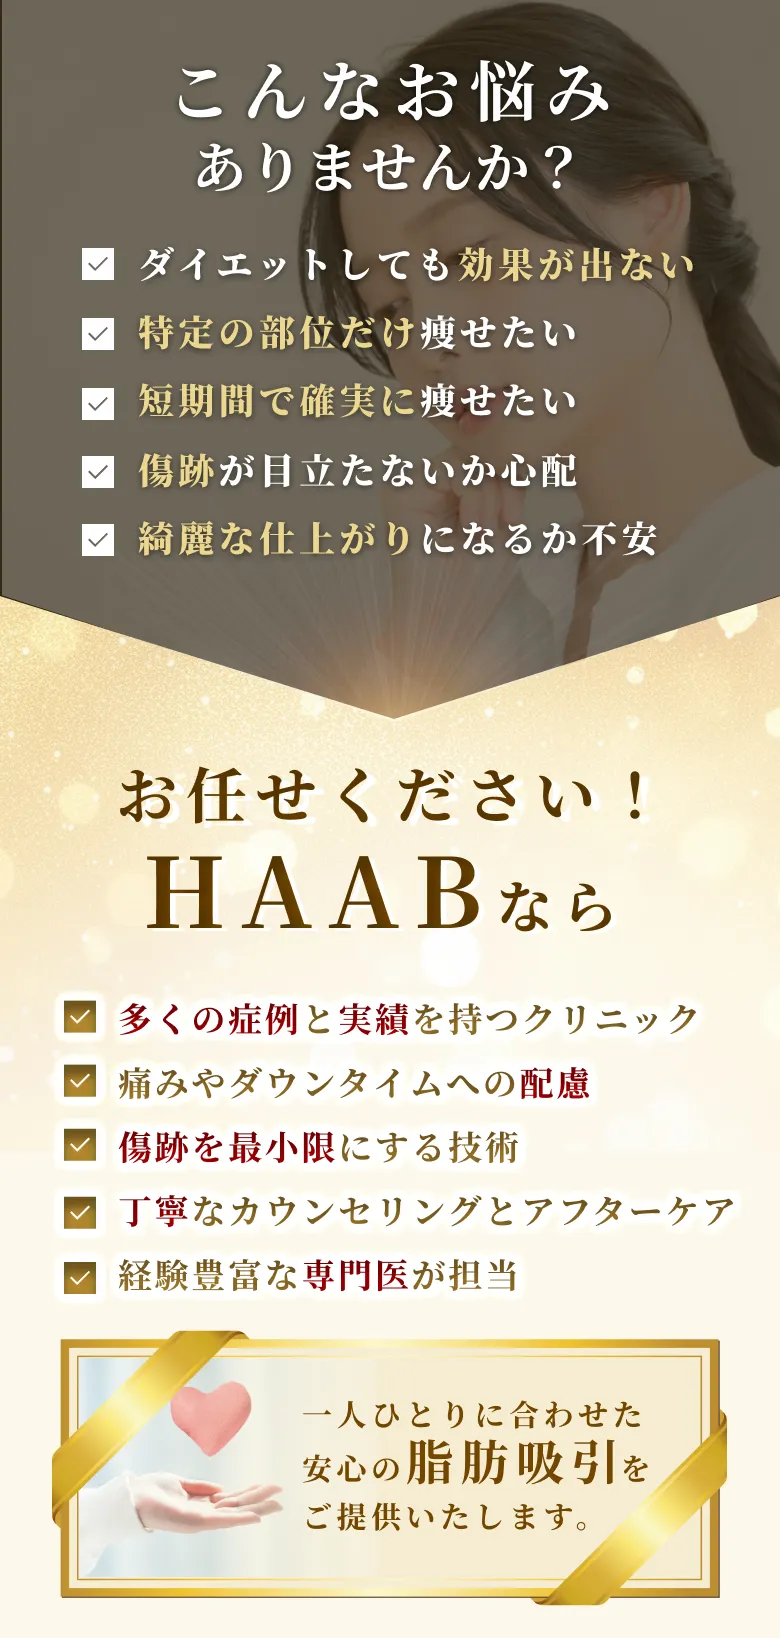 こんなお悩み
ありませんか？
ダイエットしても効果が出ない
特定の部位だけ痩せたい
短期間で確実に痩せたい
傷跡が目立たないか心配
綺麗な仕上がりになるか不安
お任せください！
HAABなら
多くの症例と実績を持つクリニック
痛みやダウンタイムへの配慮
傷跡を最小限にする技術
丁寧なカウンセリングとアフターケア
経験豊富な専門医が担当
一人ひとりに合わせた
安心の脂肪吸引を
ご提供いたします。